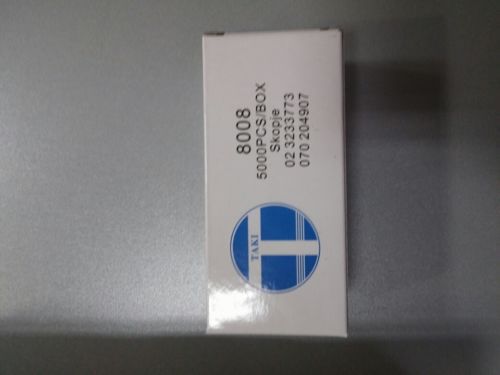 8008
5000PCS/BOX
Skopje
02 3233773
070 204907
TAKI